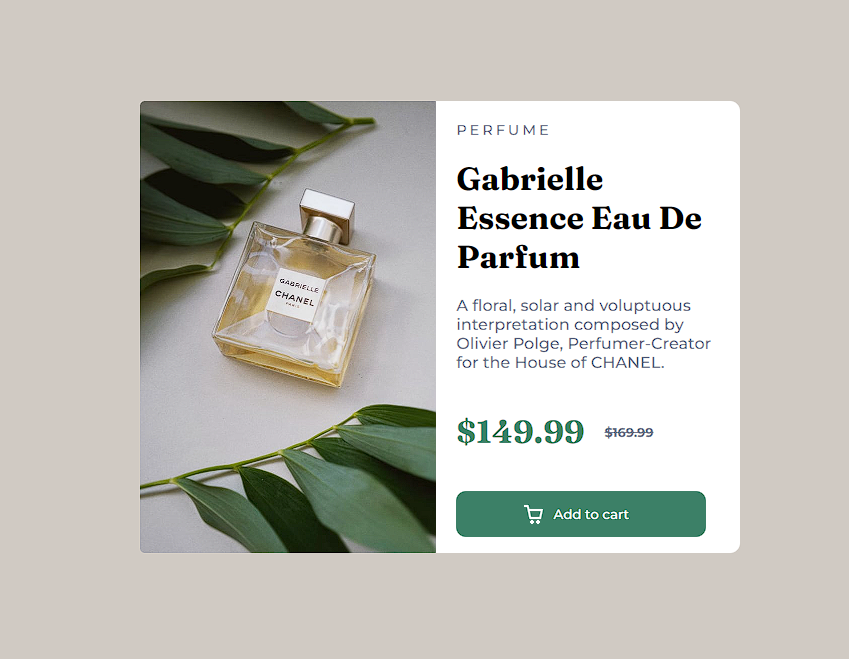 GABRIELLE
CHANEL
PARIS
PERFUME
Gabrielle
Essence Eau De
Parfum
A floral, solar and voluptuous
interpretation composed by
Olivier Polge, Perfumer-Creator
for the House of CHANEL.
$149.99 $169.99
Add to cart